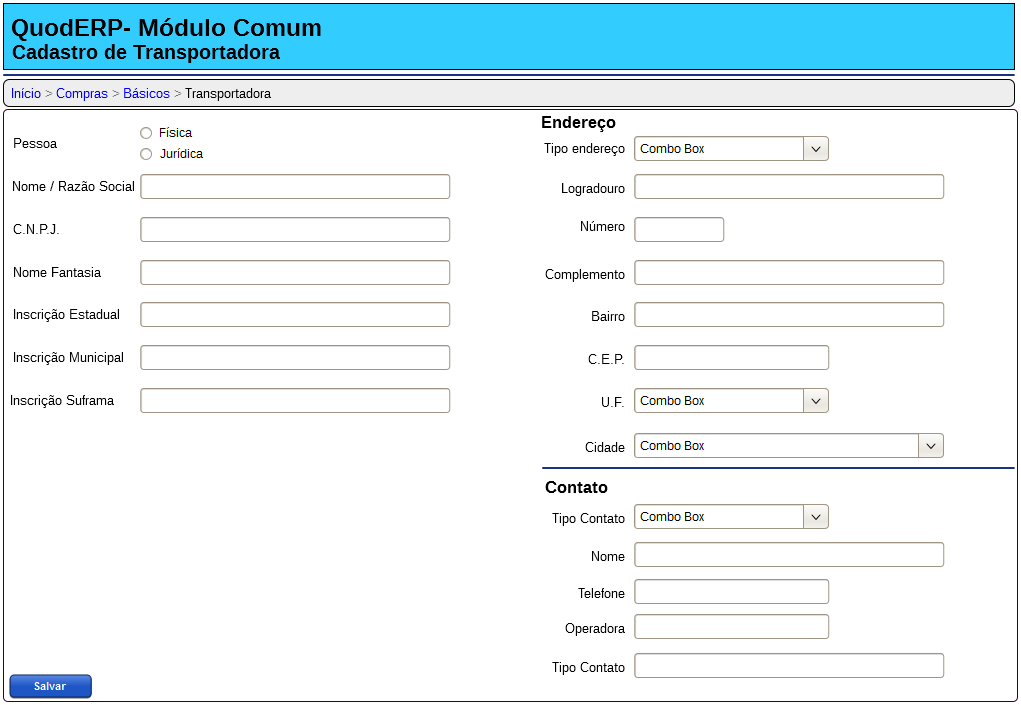 QuodERP- Módulo Comum
Cadastro de Transportadora
Início > Compras > Básicos > Transportadora
Pessoa
Física
Jurídica
Nome / Razão Social
C.N.P.J.
Nome Fantasia
Inscrição Estadual
Inscrição Municipal
Inscrição Suframa
Salvar
Endereço
Tipo endereço Combo Box
Logradouro
Número
Complemento
Bairro
C.E.P.
U.F. Combo Box
Cidade Combo Box
Contato
Tipo Contato Combo Box
Nome
Telefone
Operadora
Tipo Contato